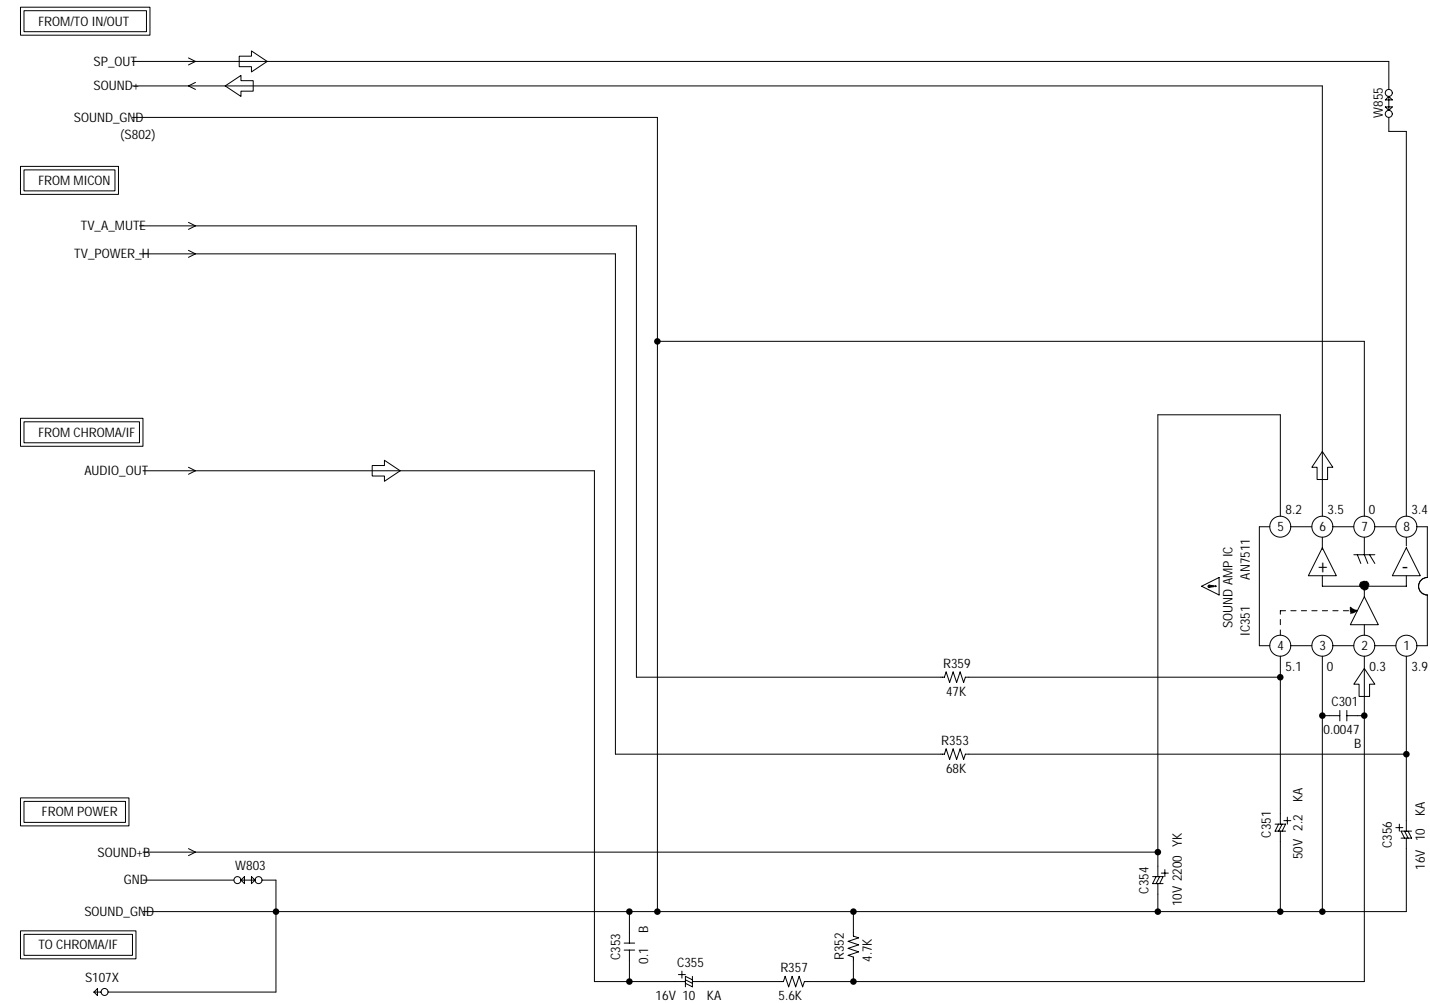 FROM/TO IN/OUT
SP_OUT
SOUND+
SOUND_GND
(S802)
W855
FROM MICON
TV_A_MUTE
TV_POWER_H
FROM CHROMA/IF
AUDIO_OUT
8.2
3.5
0
3.4
5
6
7
8
SOUND AMP IC
IC351
AN7511
+
-
4
3
2
1
5.1
0
0.3
3.9
R359
47K
C301
0.0047
B
R353
68K
FROM POWER
SOUND+B
W803
GND
SOUND_GND
C354
+
10V 2200 YK
C351
+
50V 2.2 KA
C356
+
16V 10 KA
TO CHROMA/IF
S107X
C353
0.1 B
C355
+
16V 10 KA
R357
5.6K
R352
4.7K